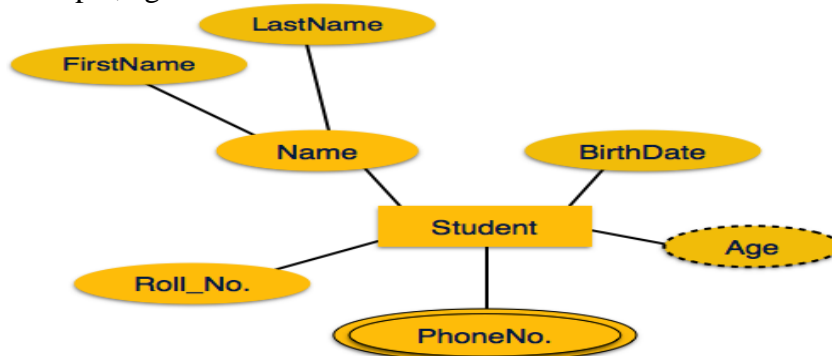 LastName
FirstName
Name
BirthDate
Student
Age
Roll_No.
PhoneNo.